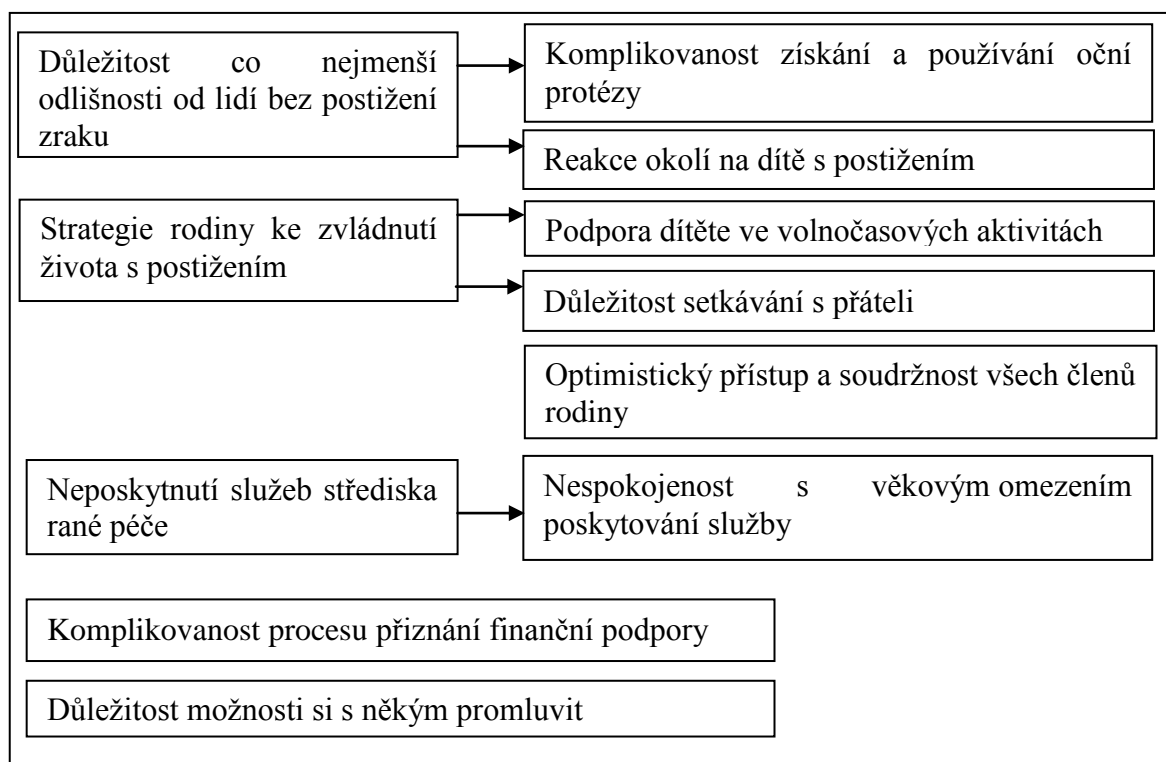 Důležitost co nejmenší
odlišnosti od lidí bez postižení
zraku
Komplikovanost získání a používání oční
protézy
Reakce okolí na dítě s postižením
Strategie rodiny ke zvládnutí
života s postižením
Podpora dítěte ve volnočasových aktivitách
Důležitost setkávání s přáteli
Optimistický přístup a soudržnost všech členů
rodiny
Neposkytnutí služeb střediska
rané péče
Nespokojenost s věkovým omezením
poskytování služby
Komplikovanost procesu přiznání finanční podpory
Důležitost možnosti si s někým promluvit